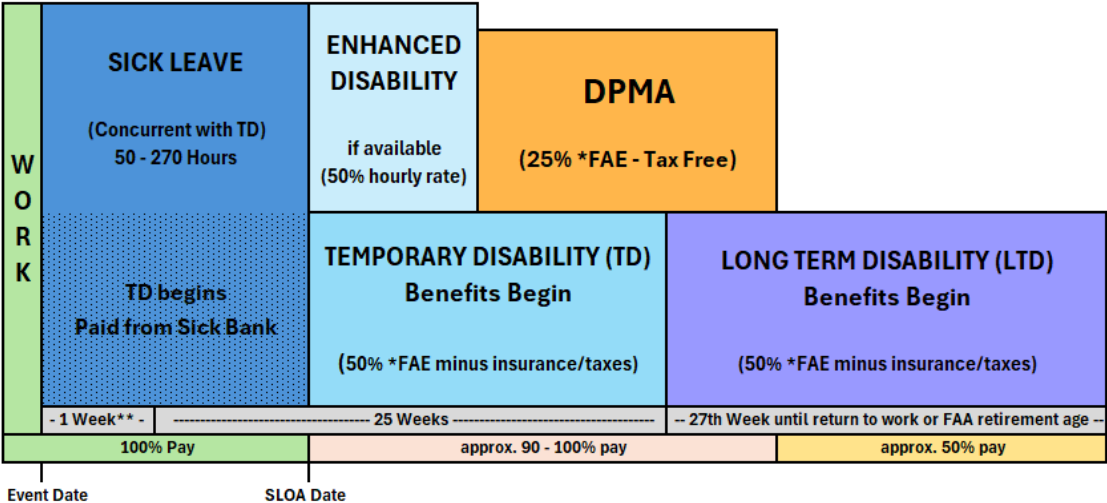 WORK
SICK LEAVE
(Concurrent with TD)
50 - 270 Hours
TD begins
Paid from Sick Bank
ENHANCED
DISABILITY
if available
(50% hourly rate)
DPMA
(25% *FAE - Tax Free)
TEMPORARY DISABILITY (TD)
Benefits Begin
(50% *FAE minus insurance/taxes)
LONG TERM DISABILITY (LTD)
Benefits Begin
(50% *FAE minus insurance/taxes)
- 1 Week** -
--------------------------------------- 25 Weeks ------------------------------------------
-- 27th Week until return to work or FAA retirement age --
100% Pay
approx. 90 - 100% pay
approx. 50% pay
Event Date
SLOA Date